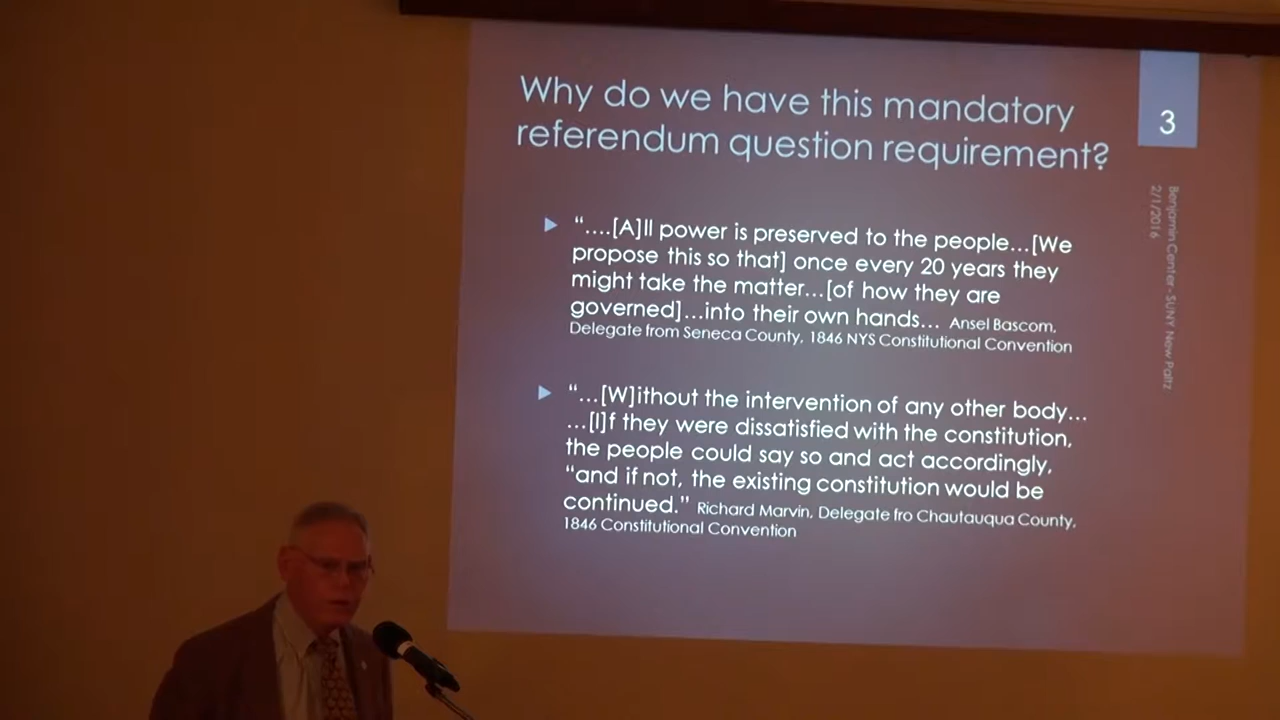 Why do we have this mandatory
referendum question requirement?
3
Benjamin Center - SUNY New Paltz
2/1/2016
“....[A]ll power is preserved to the people…[We
propose this so that] once every 20 years they
might take the matter…[of how they are
governed]…into their own hands… Ansel Bascom,
Delegate from Seneca County, 1846 NYS Constitutional Convention
“…[W]ithout the intervention of any other body…
…[I]f they were dissatisfied with the constitution,
the people could say so and act accordingly,
“and if not, the existing constitution would be
continued.” Richard Marvin, Delegate fro Chautauqua County,
1846 Constitutional Convention